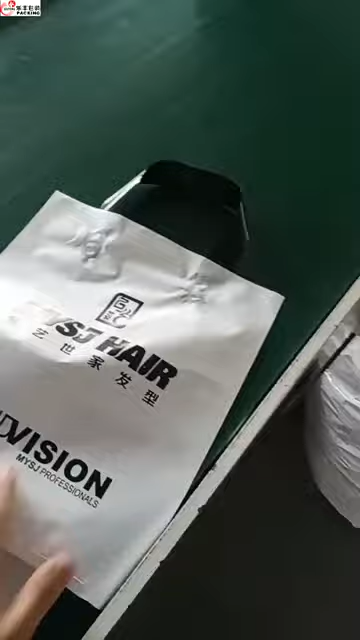 PACKING
MYSJ HAIR
艺世家发型
VISION
MYSJ PROFESSIONALS